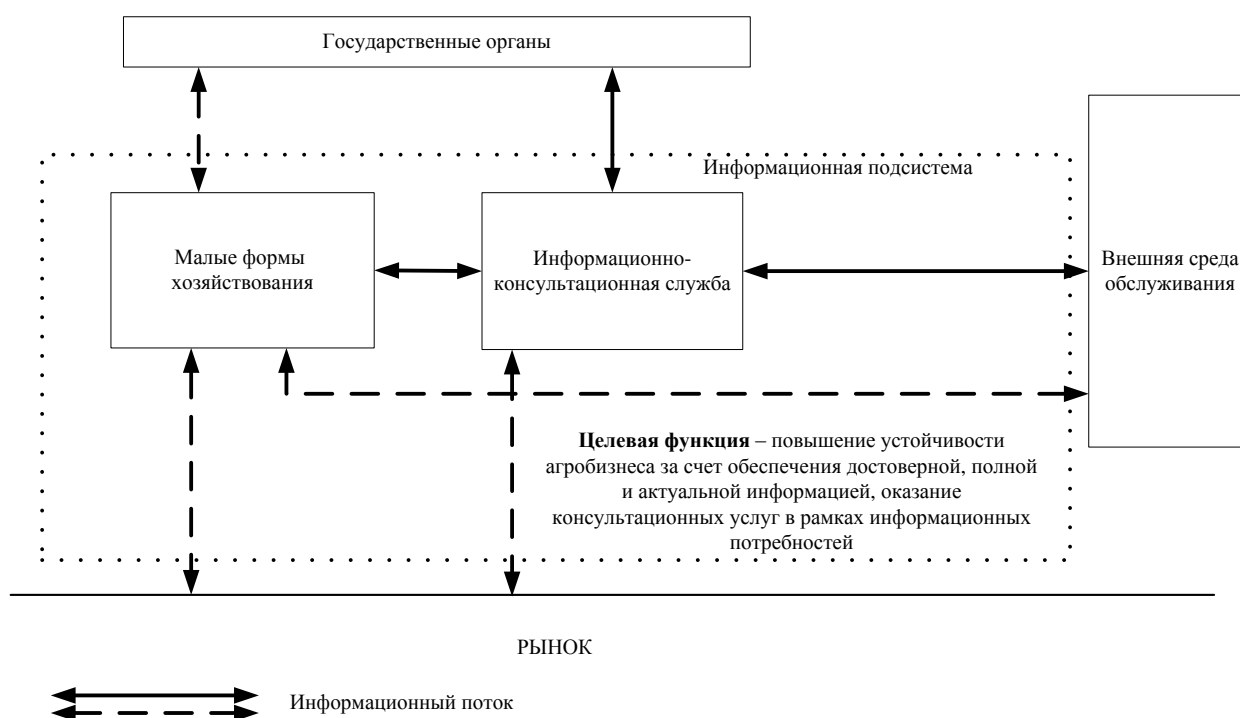 Государственные органы
Информационная подсистема
Малые формы
хозяйствования
Информационно-
консультационная служба
Внешняя среда
обслуживания
Целевая функция – повышение устойчивости
агробизнеса за счет обеспечения достоверной, полной
и актуальной информацией, оказание
консультационных услуг в рамках информационных
потребностей
РЫНОК
Информационный поток